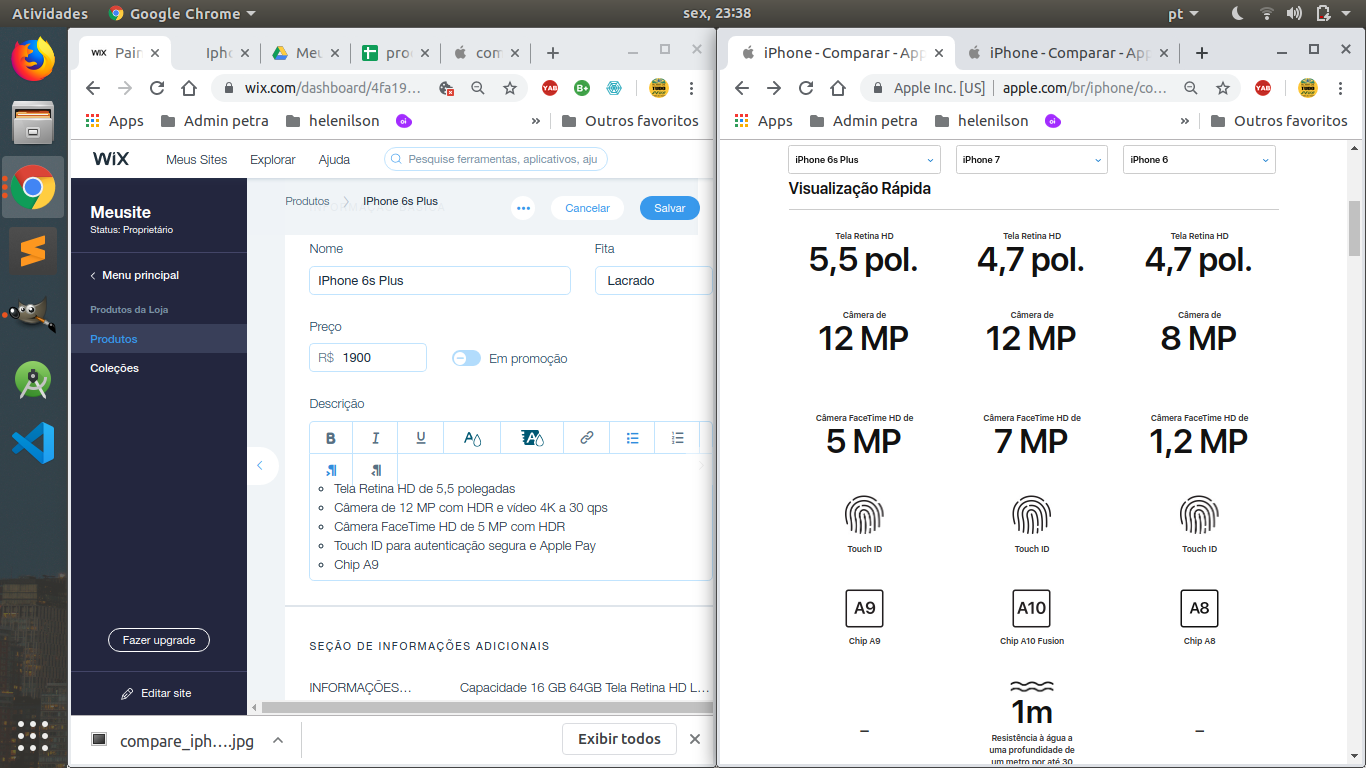 Atividades
Google Chrome
sex, 23:38
pt
WiX
Pain
Iph
Meu
pro
com
iPhone - Comparar - App
iPhone - Comparar - App
wix.com/dashboard/4fa19...
YAB
B+
TUDO
Apple Inc. [US]
apple.com/br/iphone/co...
YAB
TUDO
Apps
Admin petra
helenilson
oi
»
Outros favoritos
Apps
Admin petra
helenilson
oi
»
Outros favoritos
WiX
Meus Sites
Explorar
Ajuda
Pesquise ferramentas, aplicativos, aju
Meusite
Status: Proprietário
Menu principal
Produtos da Loja
Produtos
Coleções
Fazer upgrade
Editar site
Produtos
IPhone 6s Plus
Cancelar
Salvar
Nome
Fita
IPhone 6s Plus
Lacrado
Preço
R$ 1900
Em promoção
Descrição
B I U A A
Tela Retina HD de 5,5 polegadas
Câmera de 12 MP com HDR e vídeo 4K a 30 qps
Câmera FaceTime HD de 5 MP com HDR
Touch ID para autenticação segura e Apple Pay
Chip A9
SEÇÃO DE INFORMAÇÕES ADICIONAIS
INFORMAÇÕES...
Capacidade 16 GB 64GB Tela Retina HD L...
compare_iph....jpg
Exibir todos
iPhone 6s Plus
iPhone 7
iPhone 6
Visualização Rápida
Tela Retina HD
Tela Retina HD
Tela Retina HD
5,5 pol.
4,7 pol.
4,7 pol.
Câmera de
Câmera de
Câmera de
12 MP
12 MP
8 MP
Câmera FaceTime HD de
Câmera FaceTime HD de
Câmera FaceTime HD de
5 MP
7 MP
1,2 MP
Touch ID
Touch ID
Touch ID
A9
A10
A8
Chip A9
Chip A10 Fusion
Chip A8
–
1m
–
Resistência à água a
uma profundidade de
um metro por até 30